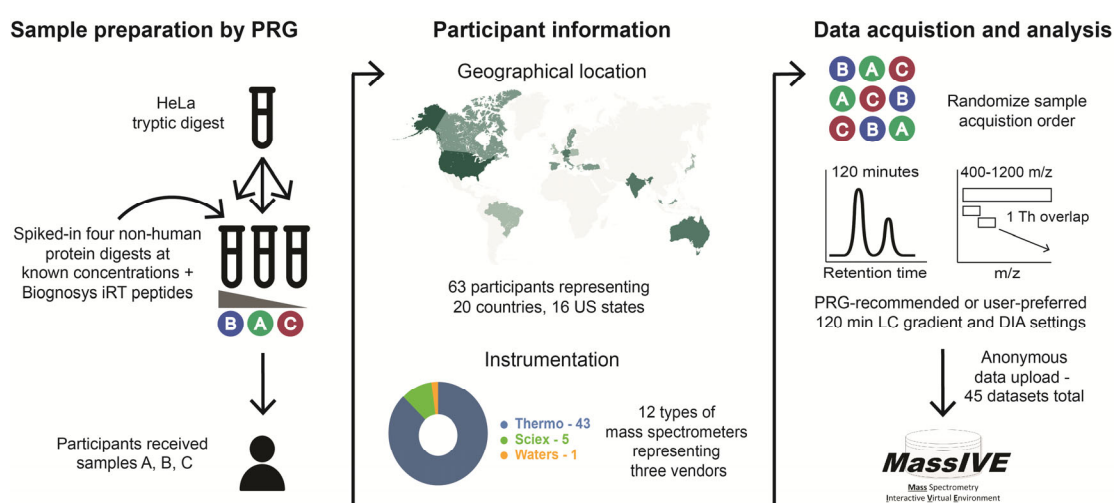 Sample preparation by PRG
HeLa
tryptic digest
Spiked-in four non-human
protein digests at
known concentrations +
Biognosys iRT peptides
B A C
Participants received
samples A, B, C
Participant information
Geographical location
63 participants representing
20 countries, 16 US states
Instrumentation
Thermo - 43
Sciex - 5
Waters - 1
12 types of
mass spectrometers
representing
three vendors
Data acquistion and analysis
B A C
A C B
C B A
Randomize sample
acquistion order
120 minutes
Retention time
400-1200 m/z
1 Th overlap
m/z
PRG-recommended or user-preferred
120 min LC gradient and DIA settings
Anonymous
data upload -
45 datasets total
MassIVE
Mass Spectrometry
Interactive Virtual Environment